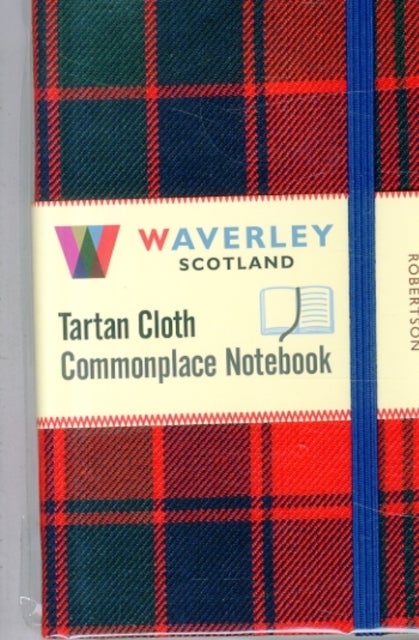 WAVERLEY
SCOTLAND
Tartan Cloth
Commonplace Notebook
ROBERTSON